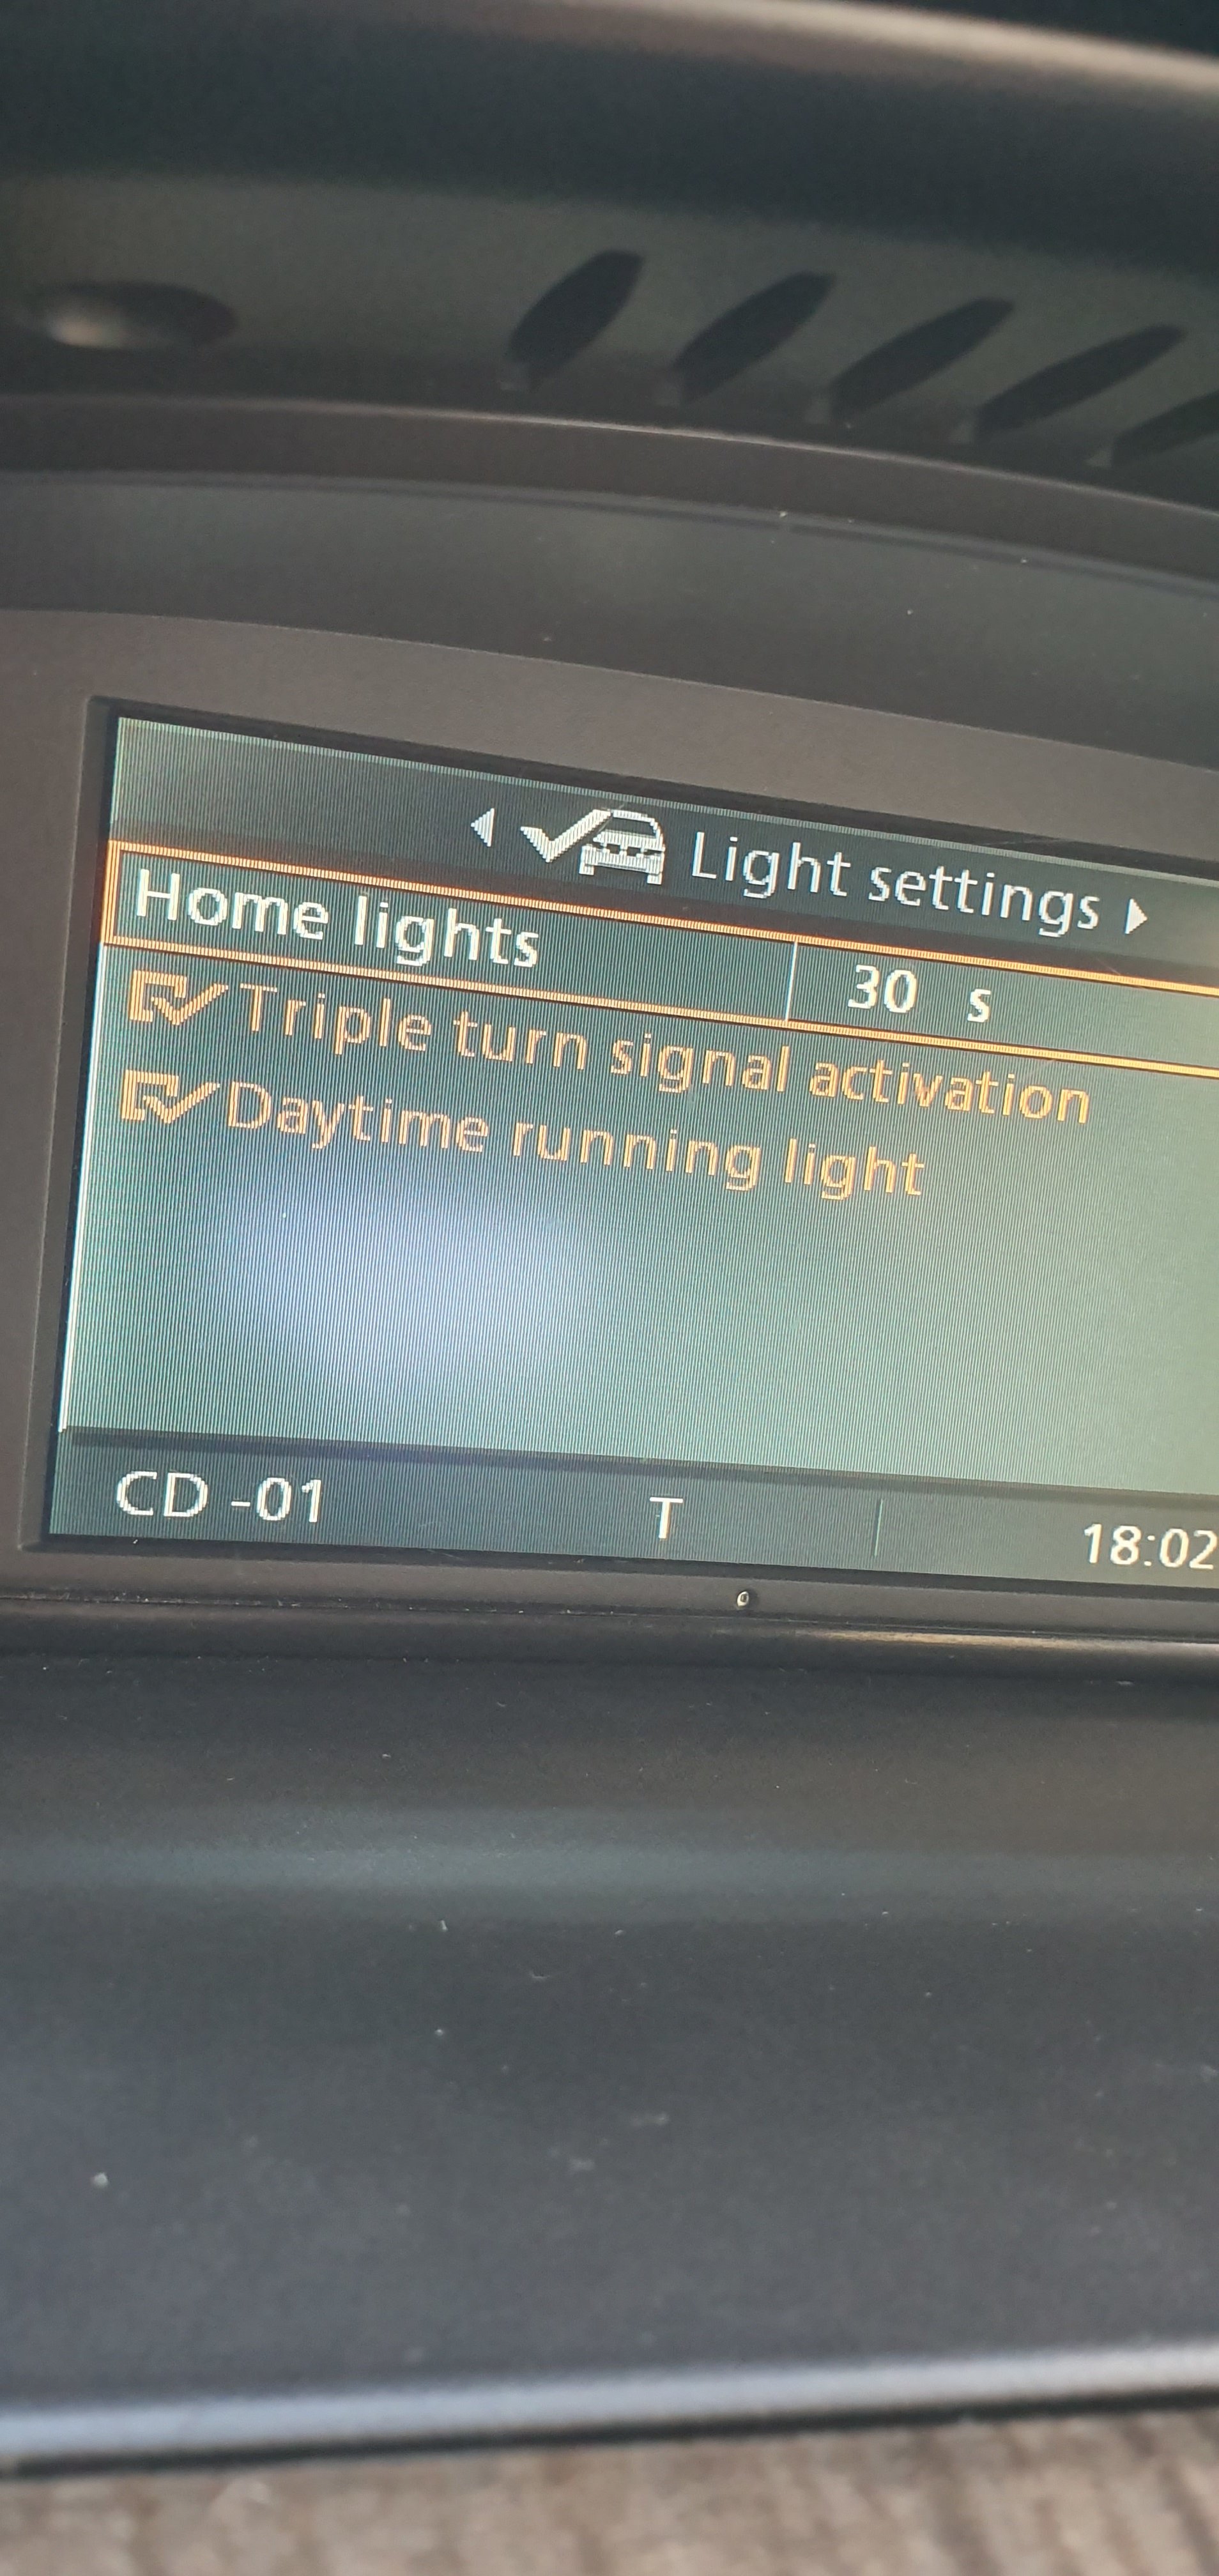 Light settings
Home lights 30 s
Triple turn signal activation
Daytime running light
CD -01 T 18:02